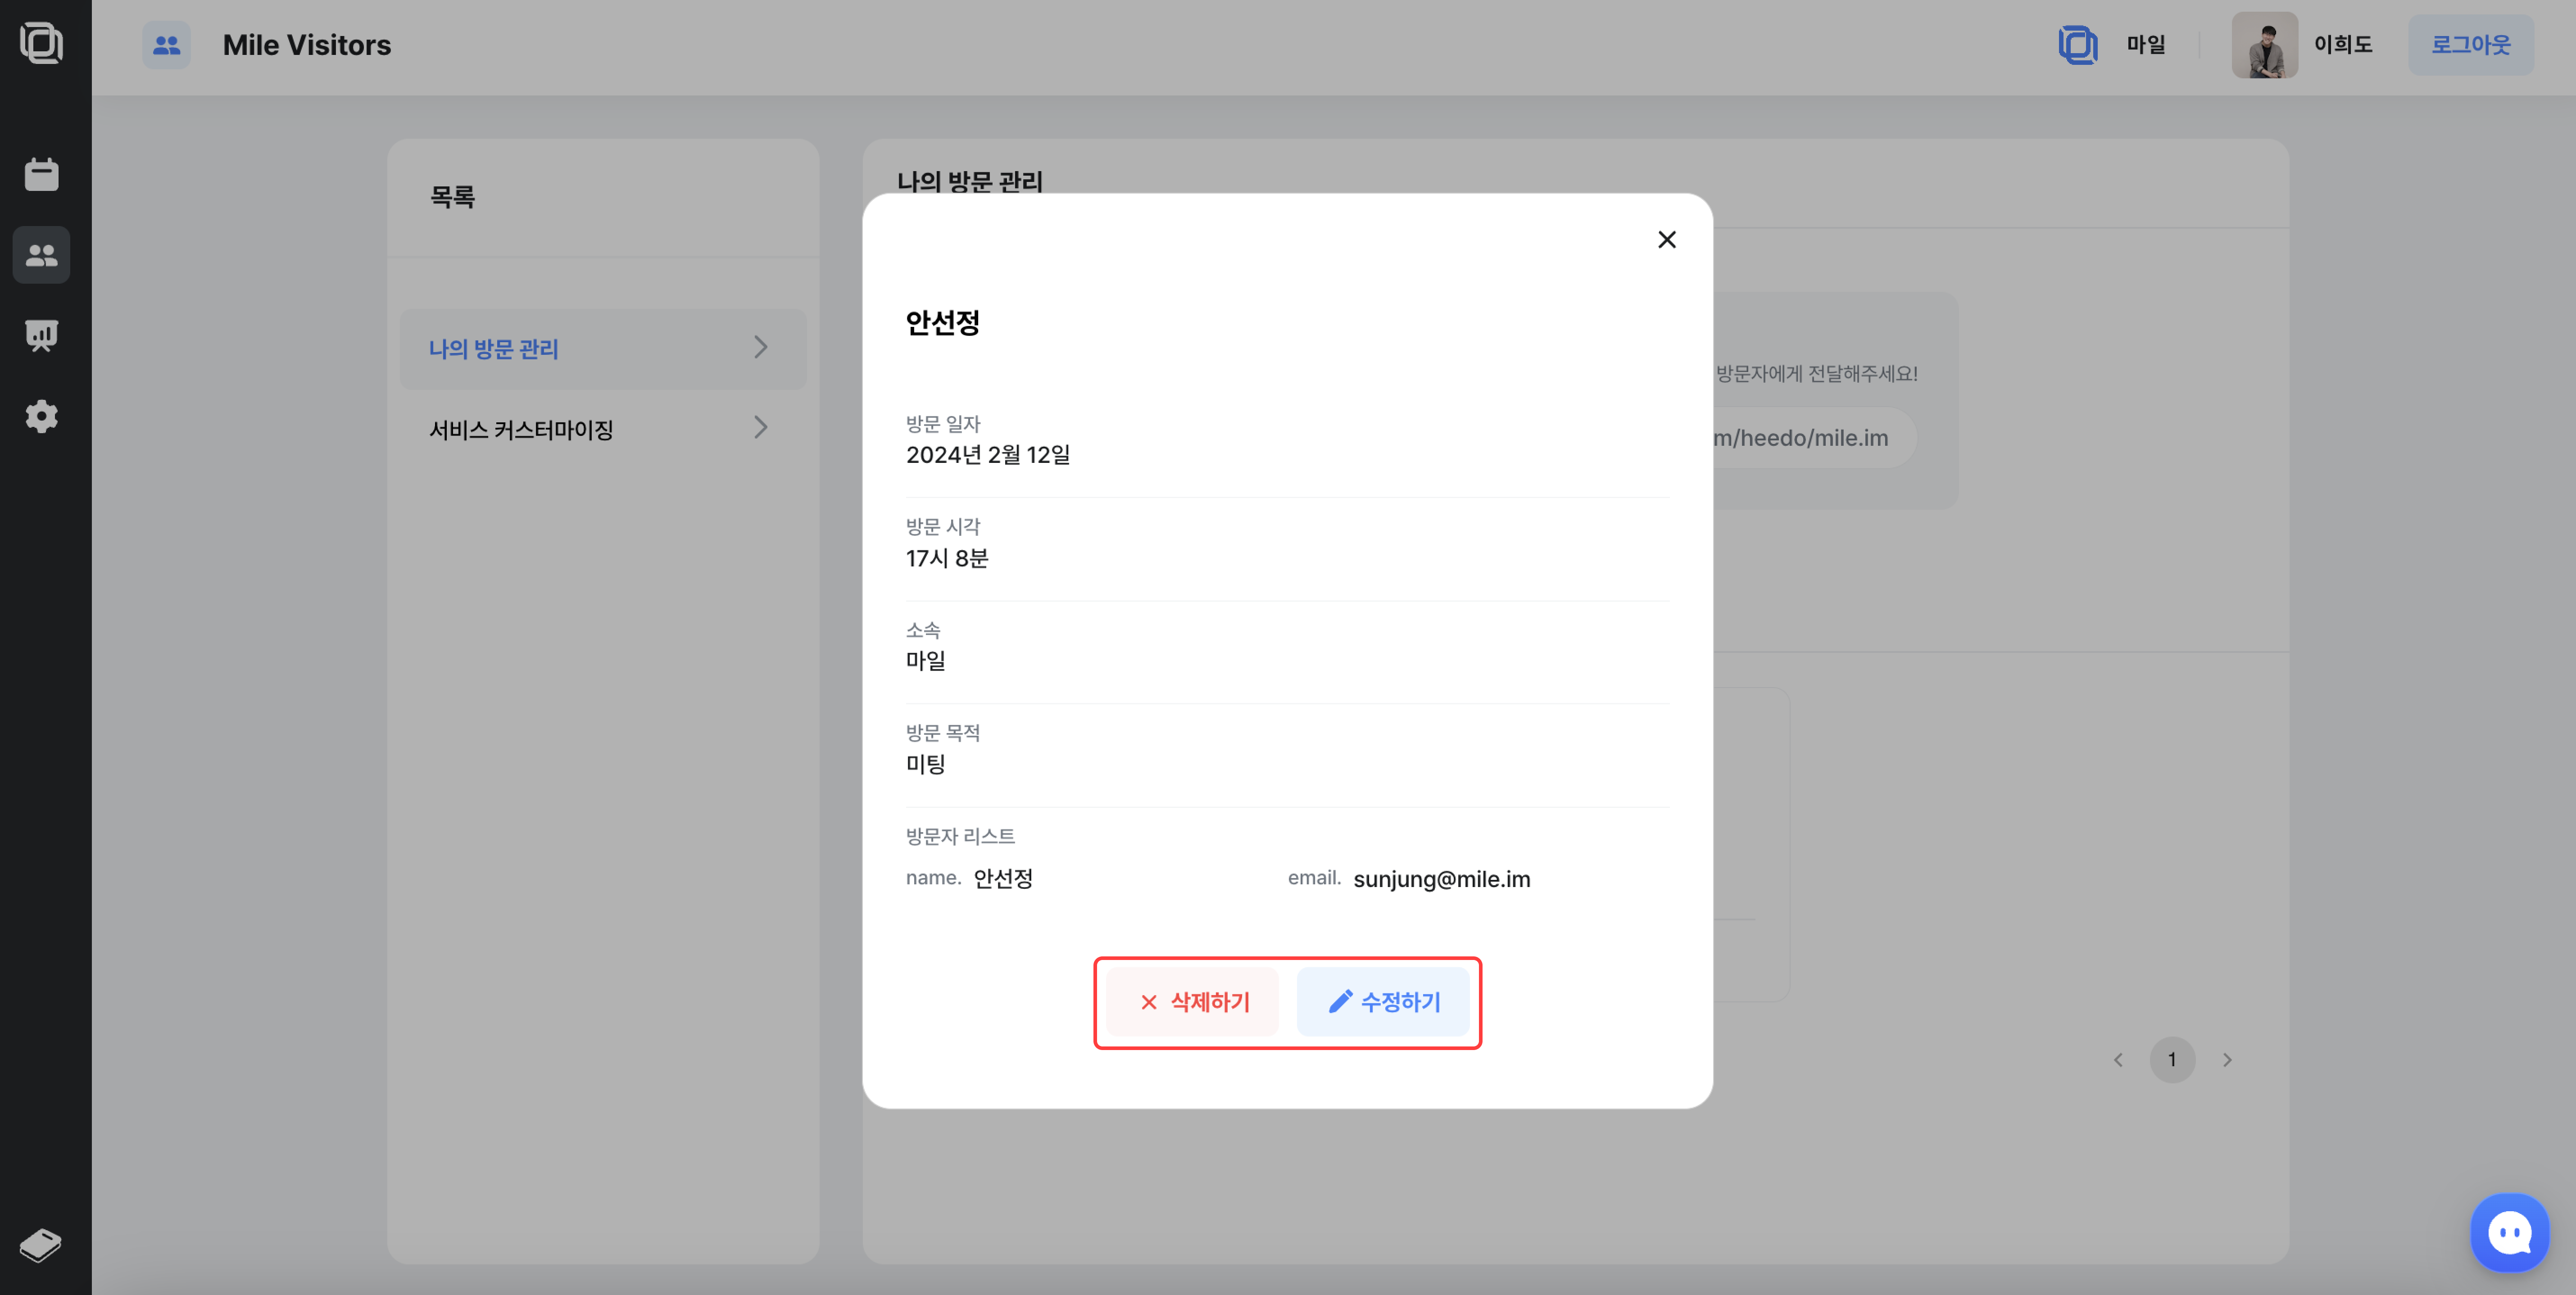 Mile Visitors
마일
이희도
로그아웃
목록
나의 방문 관리
서비스 커스터마이징
나의 방문 관리
방문자에게 전달해주세요!
m/heedo/mile.im
안선정
방문 일자
2024년 2월 12일
방문 시각
17시 8분
소속
마일
방문 목적
미팅
방문자 리스트
name. 안선정
email. sunjung@mile.im
삭제하기
수정하기
1